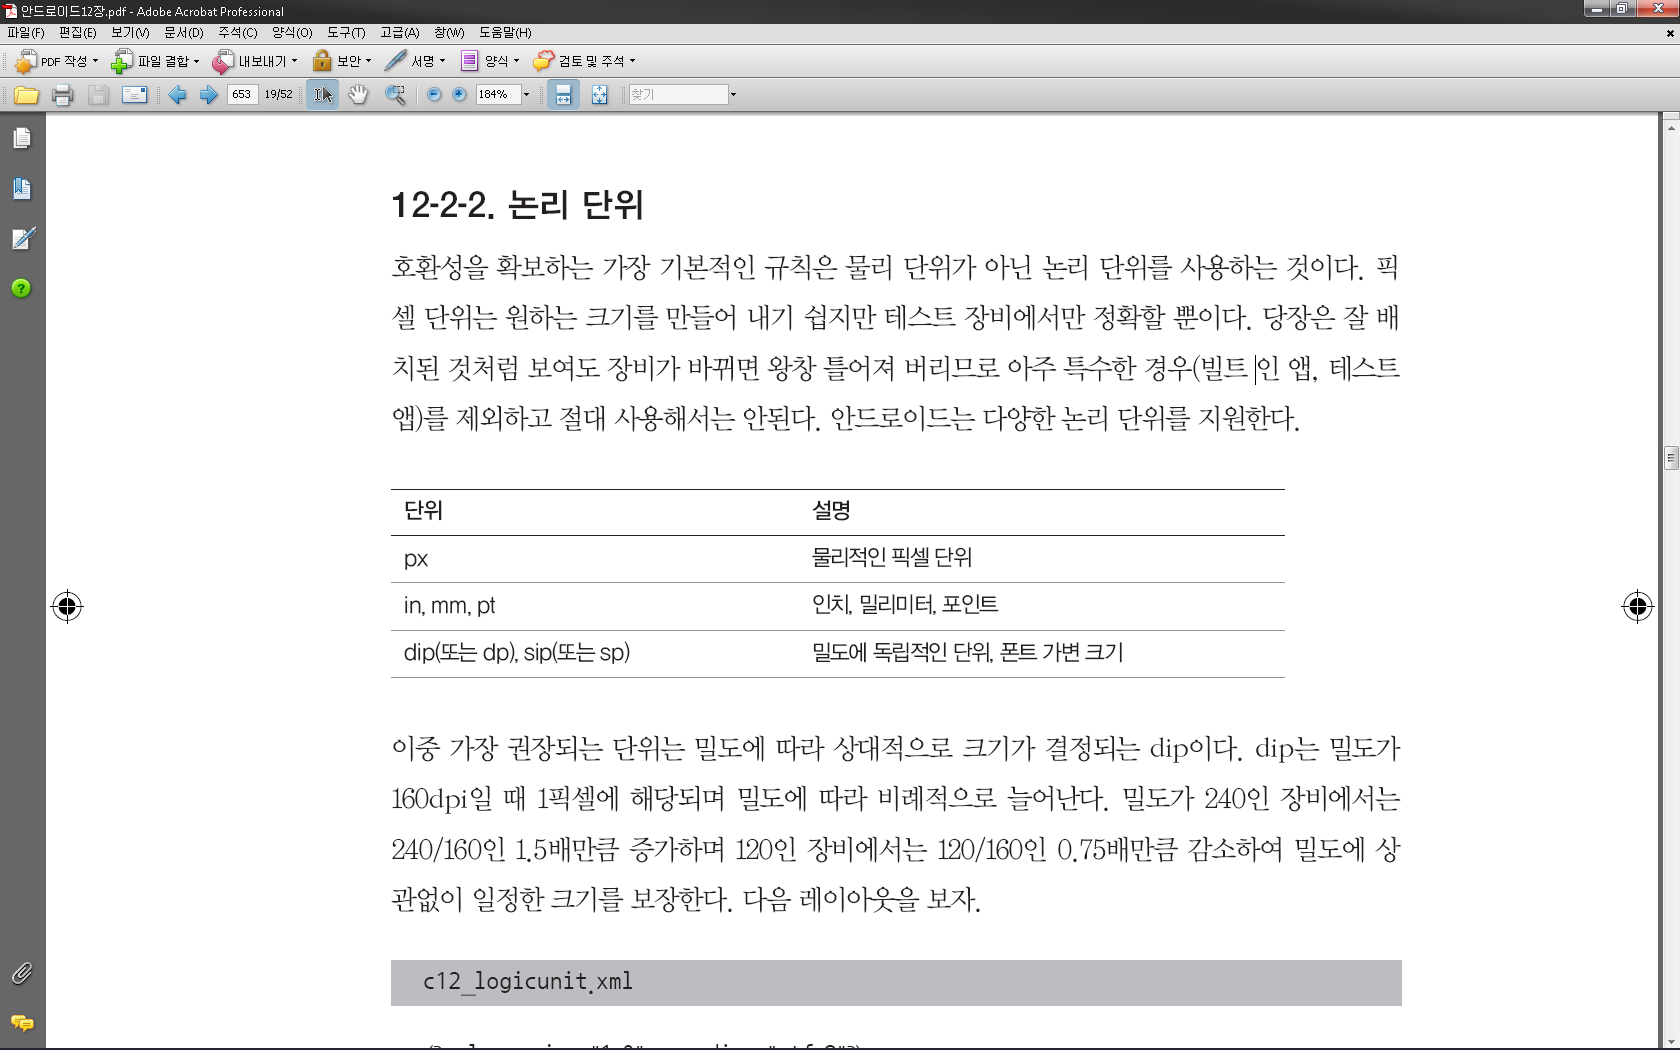 안드로이드12장.pdf - Adobe Acrobat Professional
파일(F) 편집(E) 보기(V) 문서(D) 주석(C) 양식(O) 도구(T) 고급(A) 창(W) 도움말(H)
PDF 작성 파일 결합 내보내기 보안 서명 양식 검토 및 주석
653 19/52 184% 찾기
12-2-2. 논리 단위
호환성을 확보하는 가장 기본적인 규칙은 물리 단위가 아닌 논리 단위를 사용하는 것이다. 픽
셀 단위는 원하는 크기를 만들어 내기 쉽지만 테스트 장비에서만 정확할 뿐이다. 당장은 잘 배
치된 것처럼 보여도 장비가 바뀌면 왕창 틀어져 버리므로 아주 특수한 경우(빌트인 앱, 테스트
앱)를 제외하고 절대 사용해서는 안된다. 안드로이드는 다양한 논리 단위를 지원한다.
단위 설명
px 물리적인 픽셀 단위
in, mm, pt 인치, 밀리미터, 포인트
dip(또는 dp), sip(또는 sp) 밀도에 독립적인 단위, 폰트 가변 크기
이중 가장 권장되는 단위는 밀도에 따라 상대적으로 크기가 결정되는 dip이다. dip는 밀도가
160dpi일 때 1픽셀에 해당되며 밀도에 따라 비례적으로 늘어난다. 밀도가 240인 장비에서는
240/160인 1.5배만큼 증가하며 120인 장비에서는 120/160인 0.75배만큼 감소하여 밀도에 상
관없이 일정한 크기를 보장한다. 다음 레이아웃을 보자.
c12_logicunit.xml